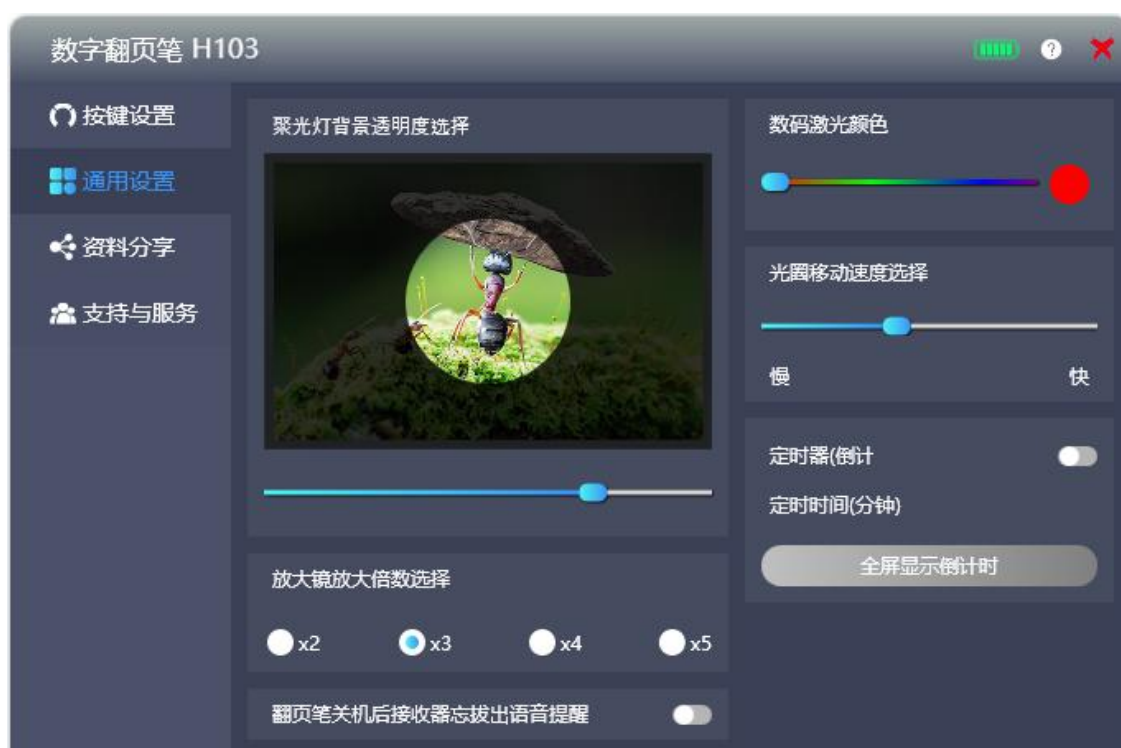 数字翻页笔 H103
按键设置
通用设置
资料分享
支持与服务
聚光灯背景透明度选择
放大镜放大倍数选择
x2
x3
x4
x5
翻页笔关机后接收器忘拔出语音提醒
数码激光颜色
光圈移动速度选择
慢
快
定时器(倒计
定时时间(分钟)
全屏显示倒计时